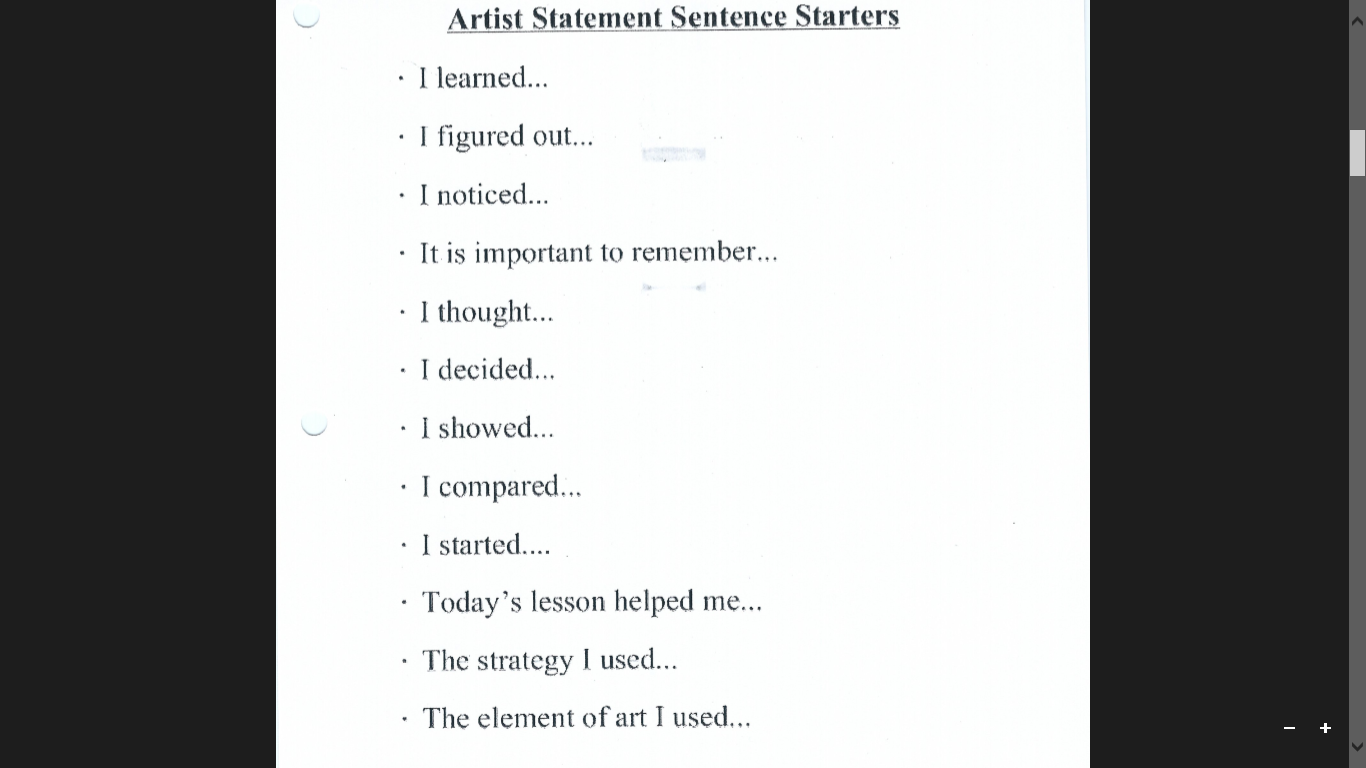 Artist Statement Sentence Starters
· I learned...
· I figured out...
· I noticed...
· It is important to remember...
· I thought...
· I decided...
· I showed...
· I compared...
· I started....
· Today’s lesson helped me...
· The strategy I used...
· The element of art I used...